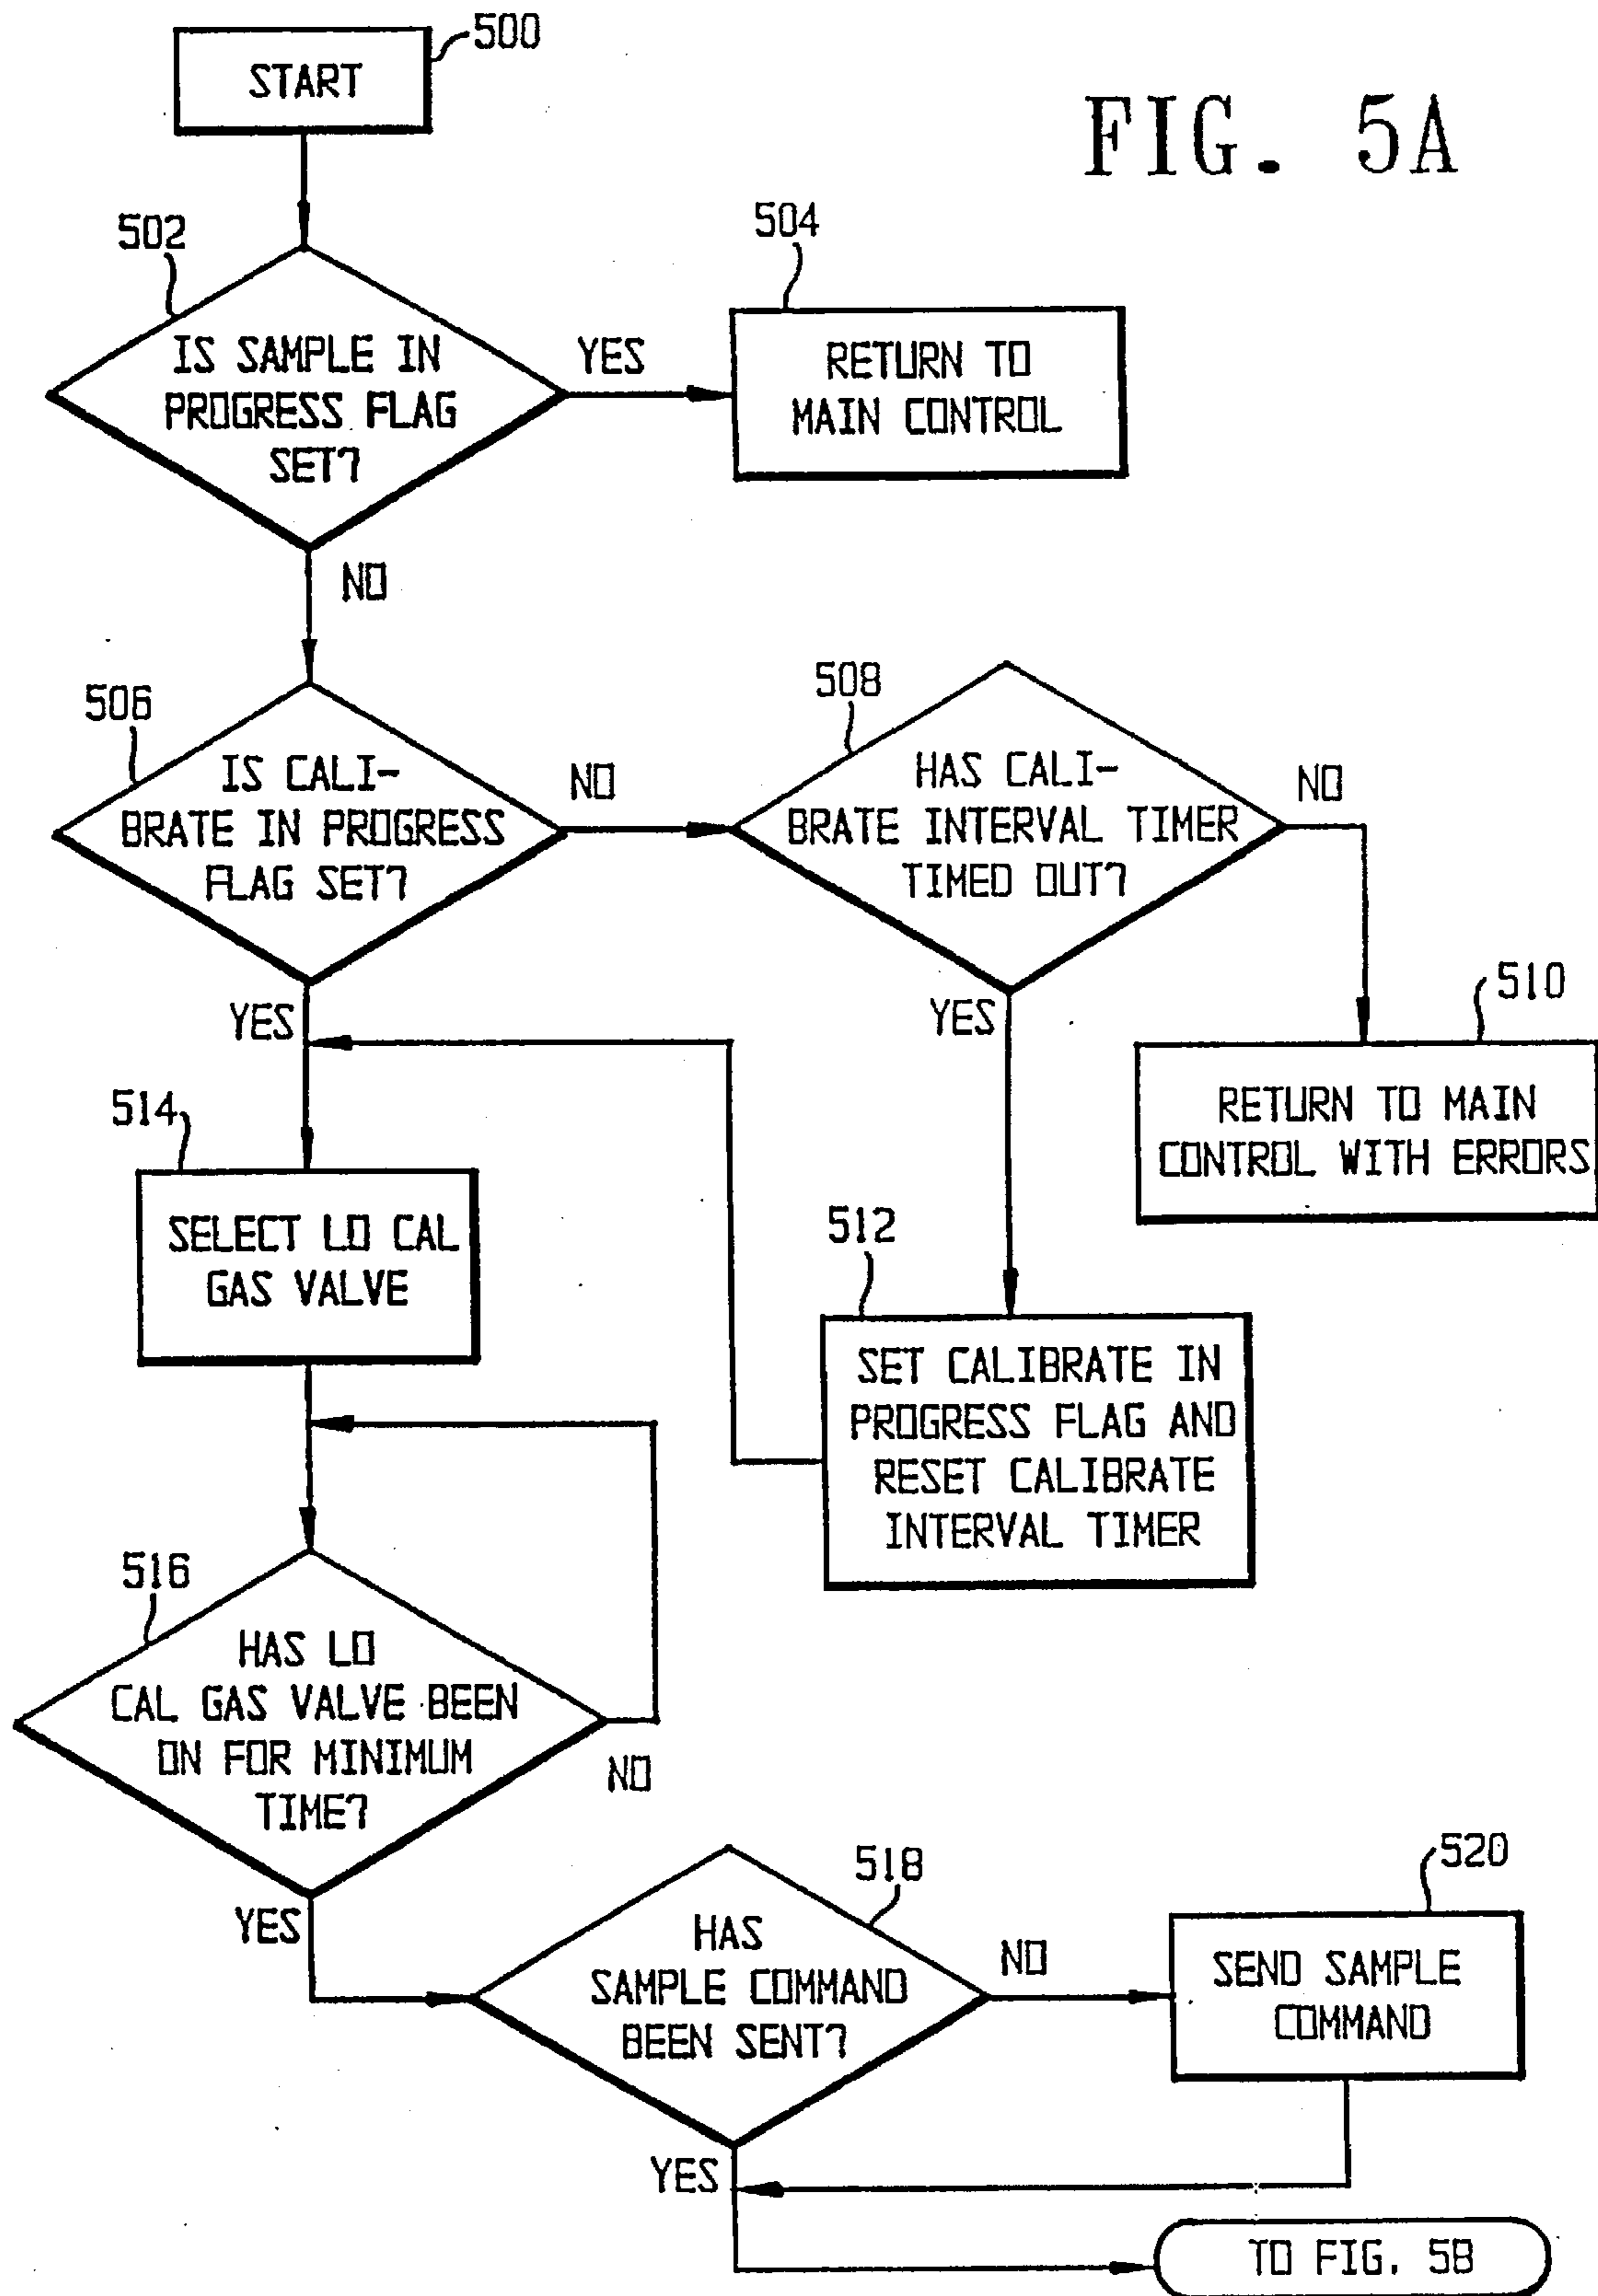 500
START
FIG. 5A
502
IS SAMPLE IN
PROGRESS FLAG
SET?
YES
504
RETURN TO
MAIN CONTROL
NO
506
IS CALI-
BRATE IN PROGRESS
FLAG SET?
NO
508
HAS CALI-
BRATE INTERVAL TIMER
TIMED OUT?
NO
YES
YES
510
RETURN TO MAIN
CONTROL WITH ERRORS
514
SELECT LO CAL
GAS VALVE
512
SET CALIBRATE IN
PROGRESS FLAG AND
RESET CALIBRATE
INTERVAL TIMER
516
HAS LO
CAL GAS VALVE BEEN
ON FOR MINIMUM
TIME?
NO
YES
518
HAS
SAMPLE COMMAND
BEEN SENT?
NO
520
SEND SAMPLE
COMMAND
YES
TO FIG. 5B